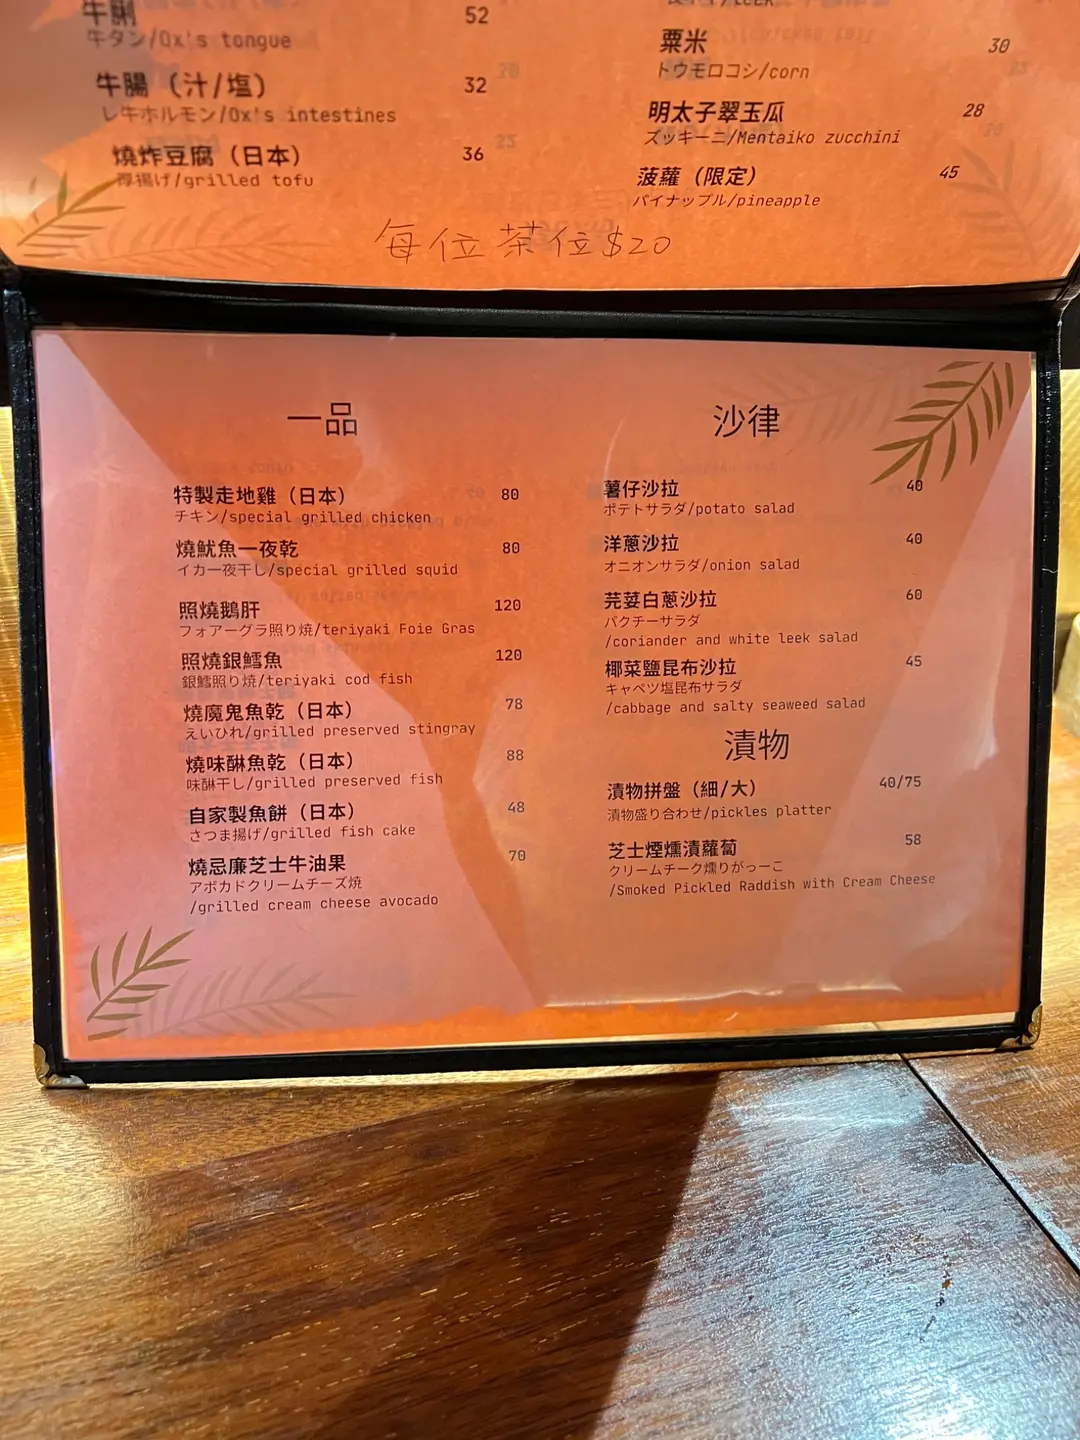 牛脷
52
牛タン/Ox's tongue
牛腸（汁/塩）
32
レ牛ホルモン/Ox's intestines
燒炸豆腐（日本）
36
厚揚げ/grilled tofu
/leek
粟米
30
トウモロコシ/corn
明太子翠玉瓜
28
ズッキーニ/Mentaiko zucchini
菠蘿（限定）
45
パイナップル/pineapple
每位茶位$20
一品
特製走地雞（日本）
80
チキン/special grilled chicken
燒魷魚一夜乾
80
イカ一夜干し/special grilled squid
照燒鵝肝
120
フォアーグラ照り焼/teriyaki Foie Gras
照燒銀鱈魚
120
銀鱈照り焼/teriyaki cod fish
燒魔鬼魚乾（日本）
78
えいひれ/grilled preserved stingray
燒味醂魚乾（日本）
88
味醂干し/grilled preserved fish
自家製魚餅（日本）
48
さつま揚げ/grilled fish cake
燒忌廉芝士牛油果
70
アボカドクリームチーズ焼
/grilled cream cheese avocado
沙律
薯仔沙拉
40
ポテトサラダ/potato salad
洋蔥沙拉
40
オニオンサラダ/onion salad
芫荽白蔥沙拉
60
パクチーサラダ
/coriander and white leek salad
椰菜鹽昆布沙拉
45
キャベツ塩昆布サラダ
/cabbage and salty seaweed salad
漬物
漬物拼盤（細/大）
40/75
漬物盛り合わせ/pickles platter
芝士煙燻漬蘿蔔
58
クリームチーク燻りがっーこ
/Smoked Pickled Raddish with Cream Cheese